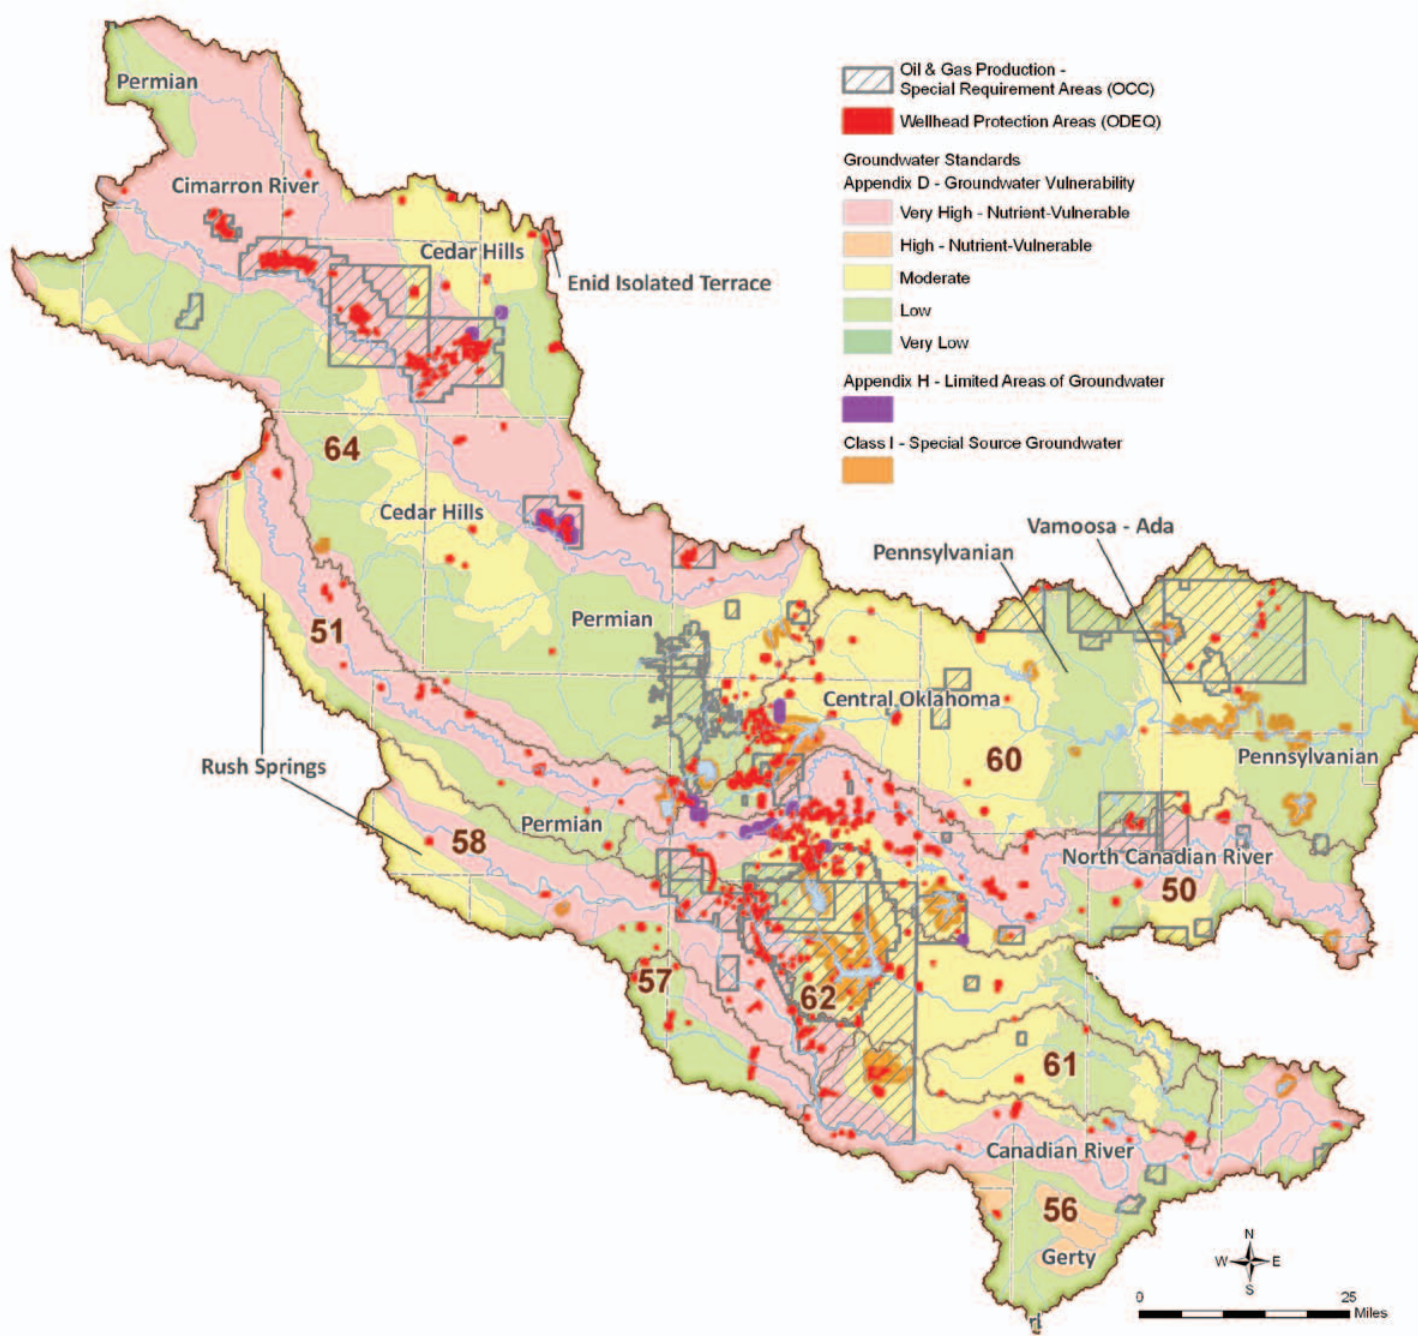 Permian
Oil & Gas Production -
Special Requirement Areas (OCC)
Wellhead Protection Areas (ODEQ)
Groundwater Standards
Appendix D - Groundwater Vulnerability
Very High - Nutrient-Vulnerable
High - Nutrient-Vulnerable
Moderate
Low
Very Low
Appendix H - Limited Areas of Groundwater
Class I - Special Source Groundwater
Cimarron River
Cedar Hills
Enid Isolated Terrace
64
Cedar Hills
Vamoosa - Ada
Pennsylvanian
Permian
51
Central Oklahoma
60
Pennsylvanian
Rush Springs
Permian
58
North Canadian River
50
57
62
61
Canadian River
56
Gerty
N
W
E
S
0
25
Miles